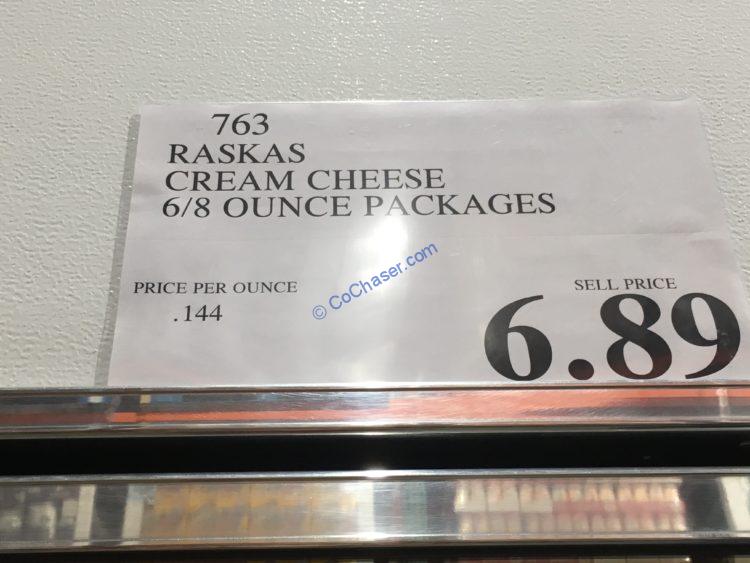 763
RASKAS
CREAM CHEESE
6/8 OUNCE PACKAGES
PRICE PER OUNCE
.144
SELL PRICE
6.89
© CoChaser.com